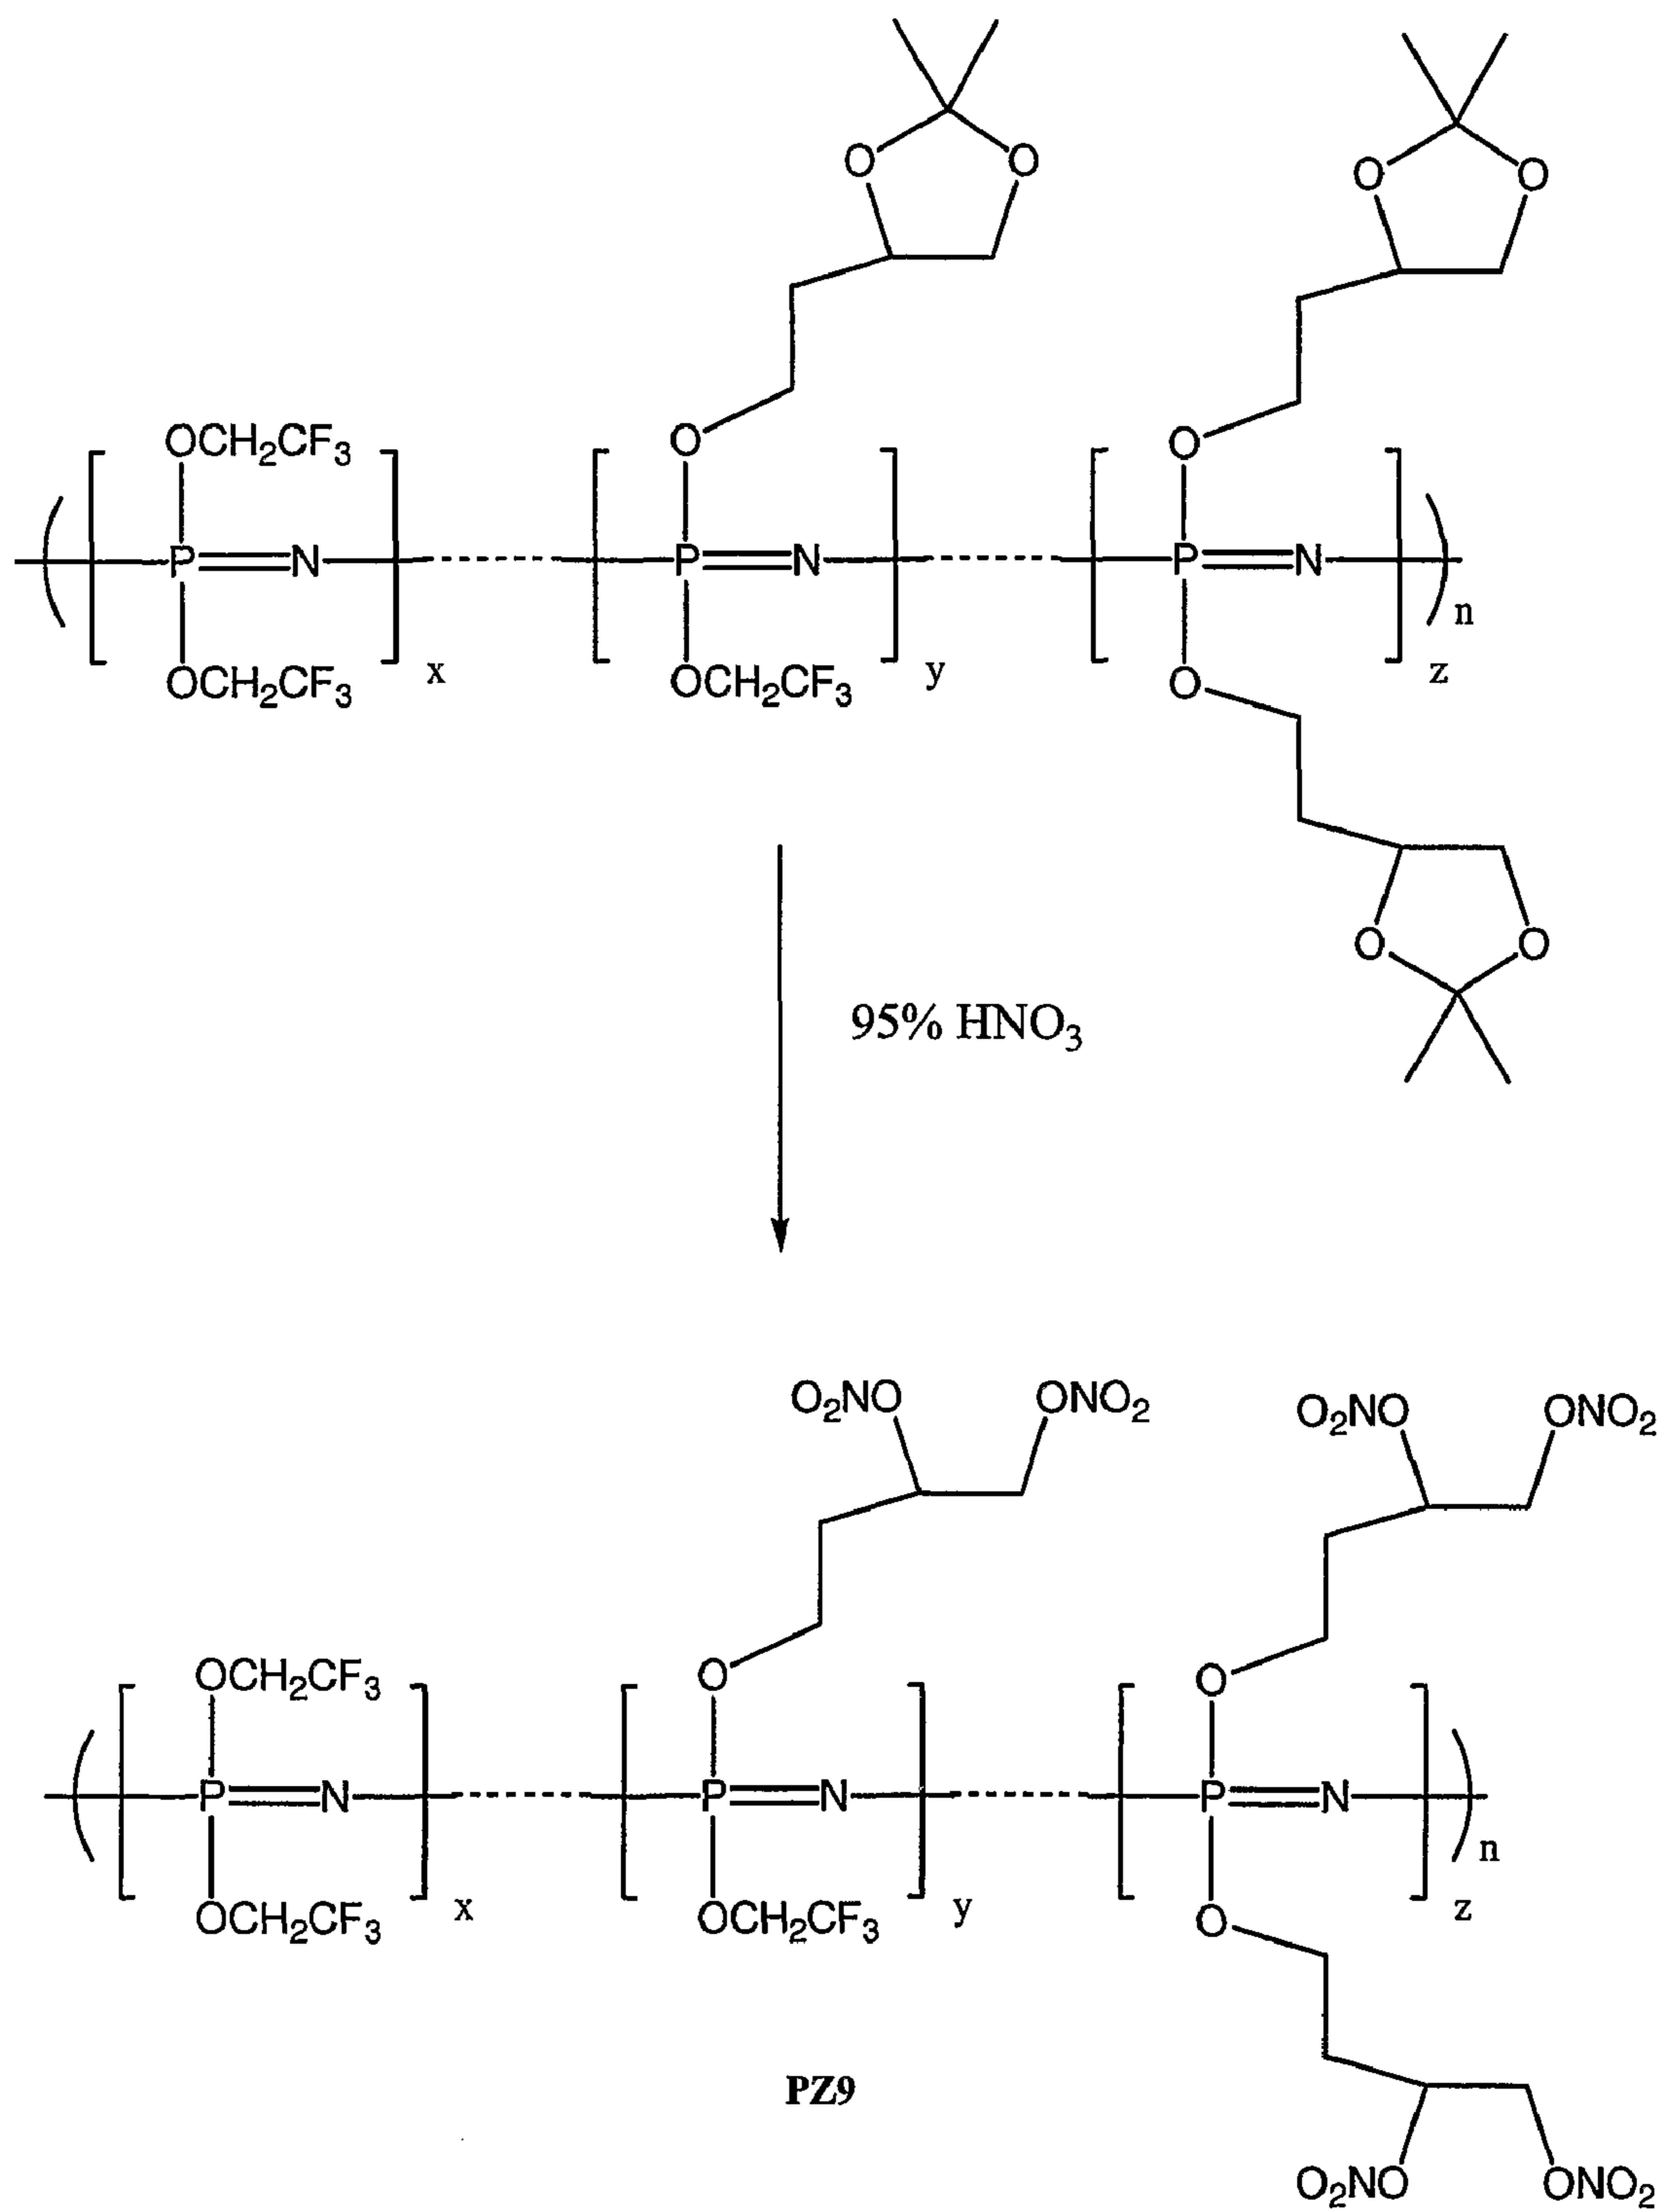 O O O O
O O
OCH₂CF₃
P=N P=N P=N
n
OCH₂CF₃ x OCH₂CF₃ y O z
O O
95% HNO₃
O₂NO ONO₂ O₂NO ONO₂
OCH₂CF₃ O O
P=N P=N P=N
n
OCH₂CF₃ x OCH₂CF₃ y O z
PZ9
O₂NO ONO₂